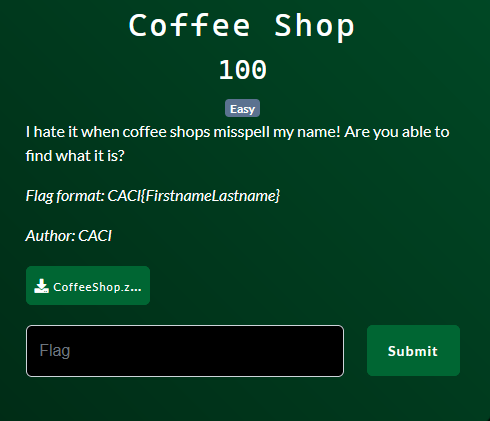 Coffee Shop
100
Easy
I hate it when coffee shops misspell my name! Are you able to
find what it is?
Flag format: CACI{FirstnameLastname}
Author: CACI
CoffeeShop.z...
Flag
Submit